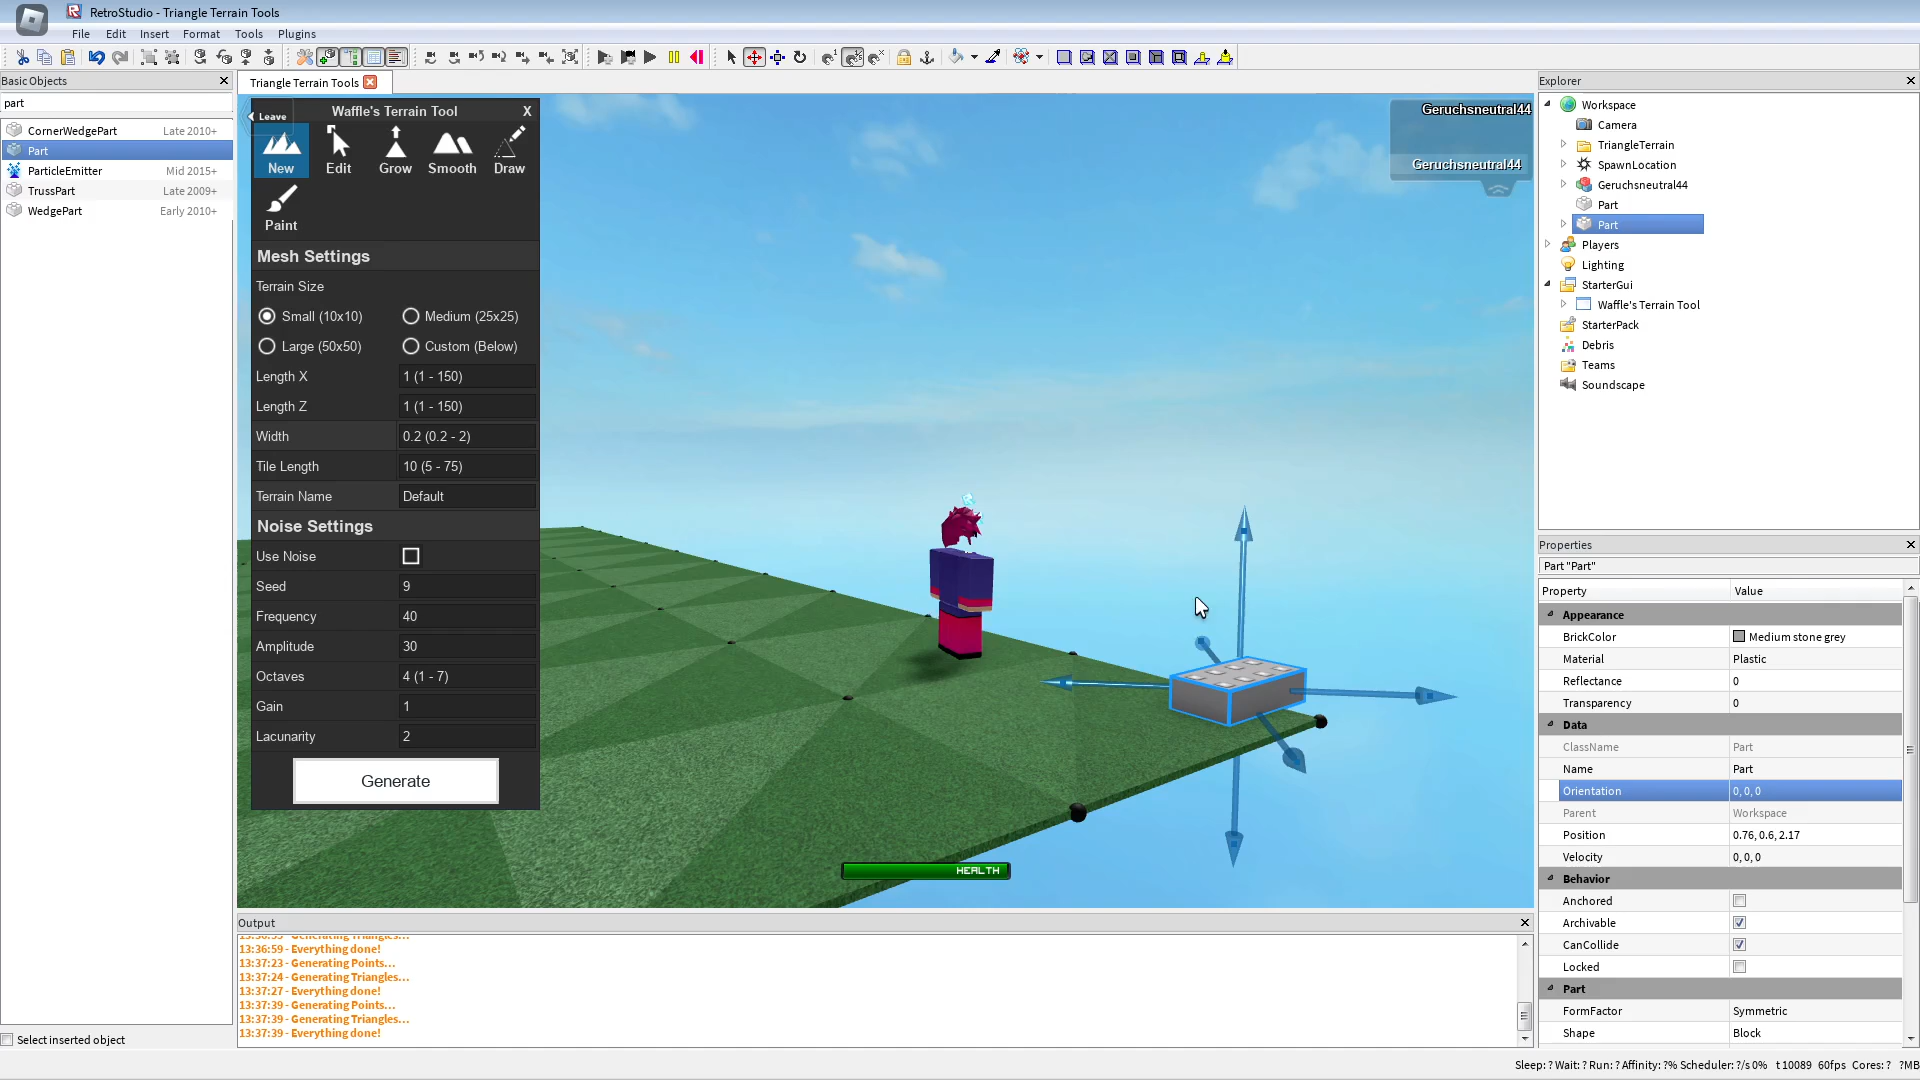 RetroStudio - Triangle Terrain Tools
File Edit Insert Format Tools Plugins
Basic Objects
part
CornerWedgePart Late 2010+
Part
ParticleEmitter Mid 2015+
TrussPart Late 2009+
WedgePart Early 2010+
Select inserted object
Triangle Terrain Tools
Leave
Waffle's Terrain Tool X
New Edit Grow Smooth Draw
Paint
Mesh Settings
Terrain Size
Small (10x10) Medium (25x25)
Large (50x50) Custom (Below)
Length X 1 (1 - 150)
Length Z 1 (1 - 150)
Width 0.2 (0.2 - 2)
Tile Length 10 (5 - 75)
Terrain Name Default
Noise Settings
Use Noise
Seed 9
Frequency 40
Amplitude 30
Octaves 4 (1 - 7)
Gain 1
Lacunarity 2
Generate
Geruchsneutral44
Geruchsneutral44
HEALTH
Output
13:36:59 - Generating Triangles...
13:36:59 - Everything done!
13:37:23 - Generating Points...
13:37:24 - Generating Triangles...
13:37:27 - Everything done!
13:37:39 - Generating Points...
13:37:39 - Generating Triangles...
13:37:39 - Everything done!
Explorer
Workspace
Camera
TriangleTerrain
SpawnLocation
Geruchsneutral44
Part
Part
Players
Lighting
StarterGui
Waffle's Terrain Tool
StarterPack
Debris
Teams
Soundscape
Properties
Part "Part"
Property Value
Appearance
BrickColor Medium stone grey
Material Plastic
Reflectance 0
Transparency 0
Data
ClassName Part
Name Part
Orientation 0, 0, 0
Parent Workspace
Position 0.76, 0.6, 2.17
Velocity 0, 0, 0
Behavior
Anchored
Archivable
CanCollide
Locked
Part
FormFactor Symmetric
Shape Block
Sleep: ? Wait: ? Run: ? Affinity: ?% Scheduler: ?/s 0% t 10089 60fps Cores: ? ?MB